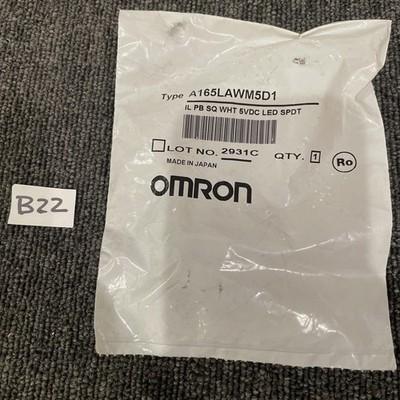 Type A165LAWM5D1
IL PB SQ WHT 5VDC LED SPDT
LOT NO. 2931C QTY. 1 Ro
MADE IN JAPAN
OMRON
B22